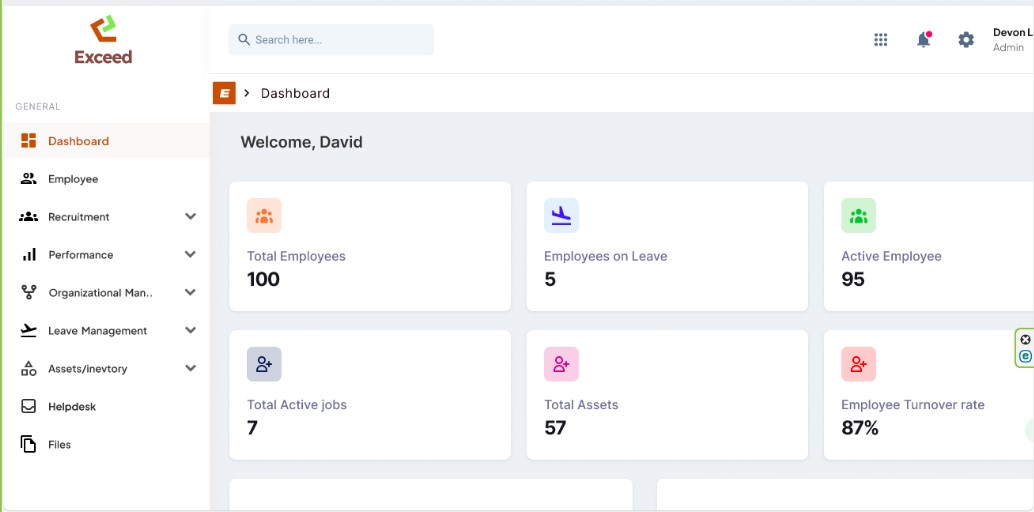 Exceed
Search here...
Devon L
Admin
GENERAL
E
Dashboard
Dashboard
Welcome, David
Employee
Recruitment
Performance
Organizational Man..
Leave Management
Assets/inevtory
Helpdesk
Files
Total Employees
100
Employees on Leave
5
Active Employee
95
Total Active jobs
7
Total Assets
57
Employee Turnover rate
87%